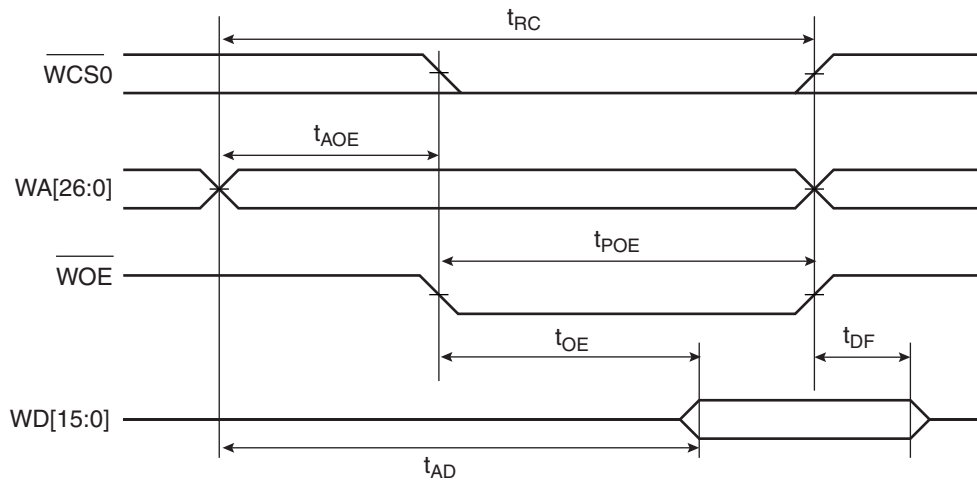 tRC
WCS0
tAOE
WA[26:0]
tPOE
WOE
tOE
tDF
WD[15:0]
tAD